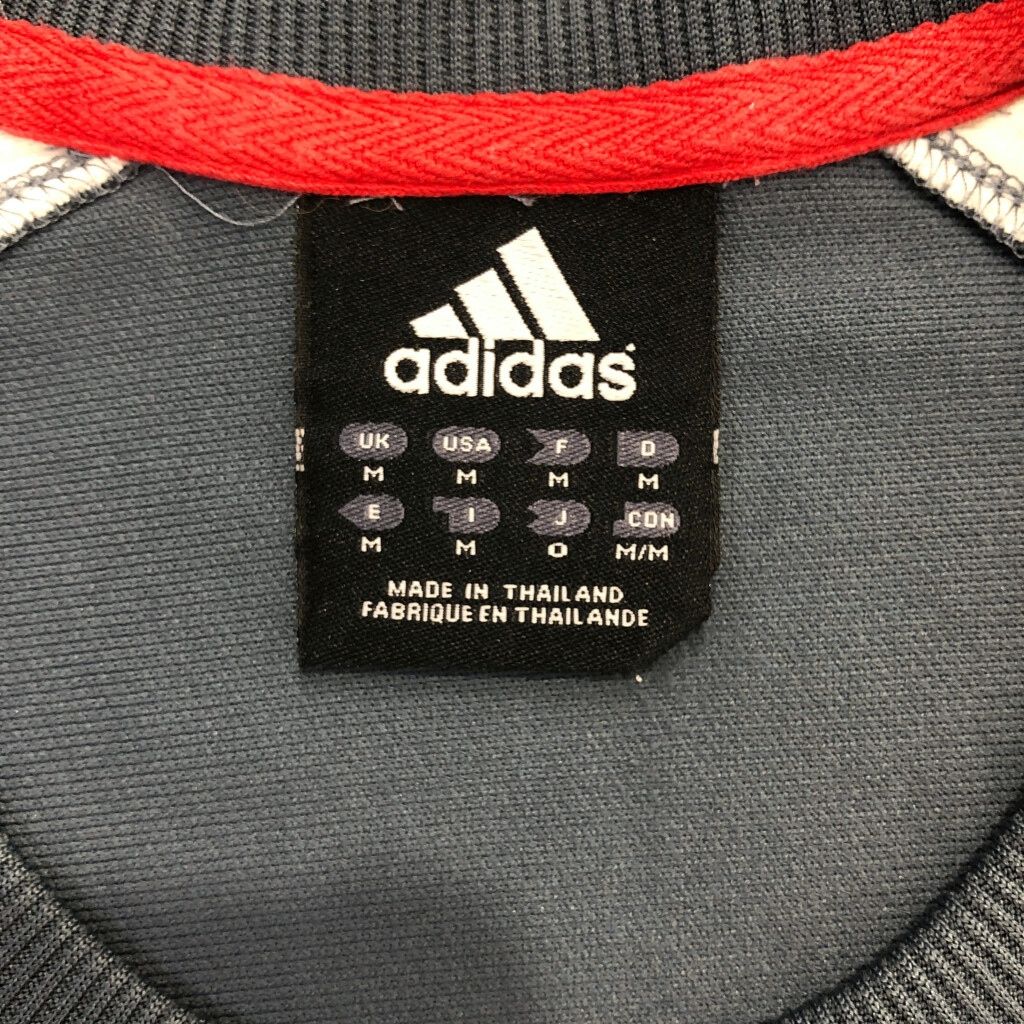 adidas
UK USA F D
M M M M
E I J CON
M M O M/M
MADE IN THAILAND
FABRIQUE EN THAILANDE